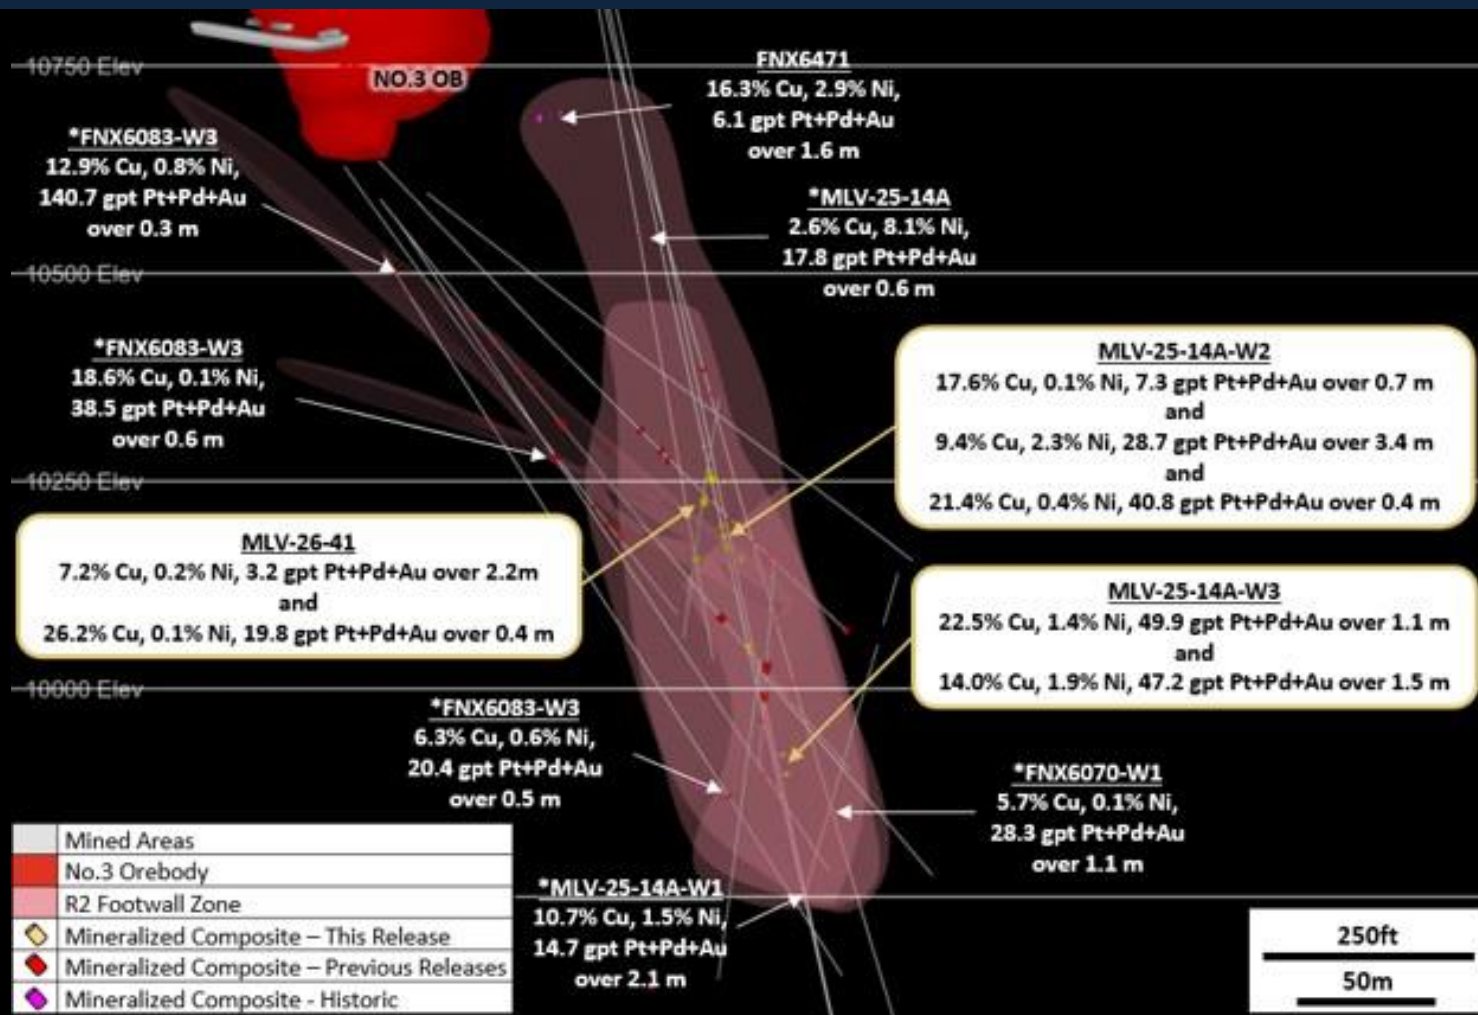 10750 Elev
NO.3 OB
FNX6471
16.3% Cu, 2.9% Ni,
6.1 gpt Pt+Pd+Au
over 1.6 m
*FNX6083-W3
12.9% Cu, 0.8% Ni,
140.7 gpt Pt+Pd+Au
over 0.3 m
*MLV-25-14A
2.6% Cu, 8.1% Ni,
17.8 gpt Pt+Pd+Au
over 0.6 m
10500 Elev
*FNX6083-W3
18.6% Cu, 0.1% Ni,
38.5 gpt Pt+Pd+Au
over 0.6 m
MLV-25-14A-W2
17.6% Cu, 0.1% Ni, 7.3 gpt Pt+Pd+Au over 0.7 m
and
9.4% Cu, 2.3% Ni, 28.7 gpt Pt+Pd+Au over 3.4 m
and
21.4% Cu, 0.4% Ni, 40.8 gpt Pt+Pd+Au over 0.4 m
10250 Elev
MLV-26-41
7.2% Cu, 0.2% Ni, 3.2 gpt Pt+Pd+Au over 2.2m
and
26.2% Cu, 0.1% Ni, 19.8 gpt Pt+Pd+Au over 0.4 m
MLV-25-14A-W3
22.5% Cu, 1.4% Ni, 49.9 gpt Pt+Pd+Au over 1.1 m
and
14.0% Cu, 1.9% Ni, 47.2 gpt Pt+Pd+Au over 1.5 m
10000 Elev
*FNX6083-W3
6.3% Cu, 0.6% Ni,
20.4 gpt Pt+Pd+Au
over 0.5 m
*FNX6070-W1
5.7% Cu, 0.1% Ni,
28.3 gpt Pt+Pd+Au
over 1.1 m
*MLV-25-14A-W1
10.7% Cu, 1.5% Ni,
14.7 gpt Pt+Pd+Au
over 2.1 m
Mined Areas
No.3 Orebody
R2 Footwall Zone
Mineralized Composite – This Release
Mineralized Composite – Previous Releases
Mineralized Composite - Historic
250ft
50m